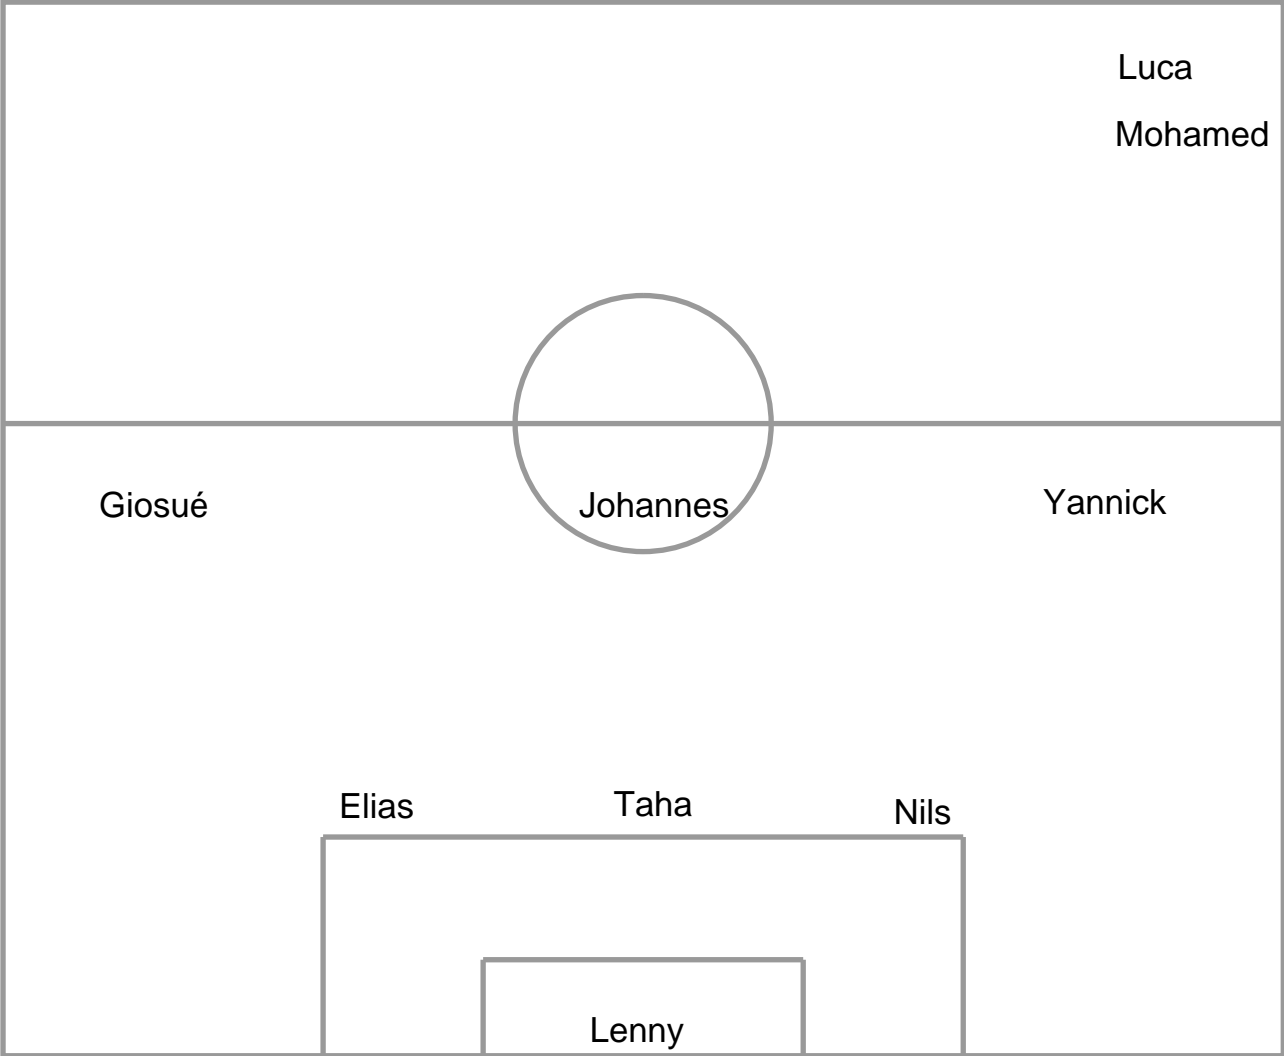 Luca
Mohamed
Giosué
Johannes
Yannick
Elias
Taha
Nils
Lenny